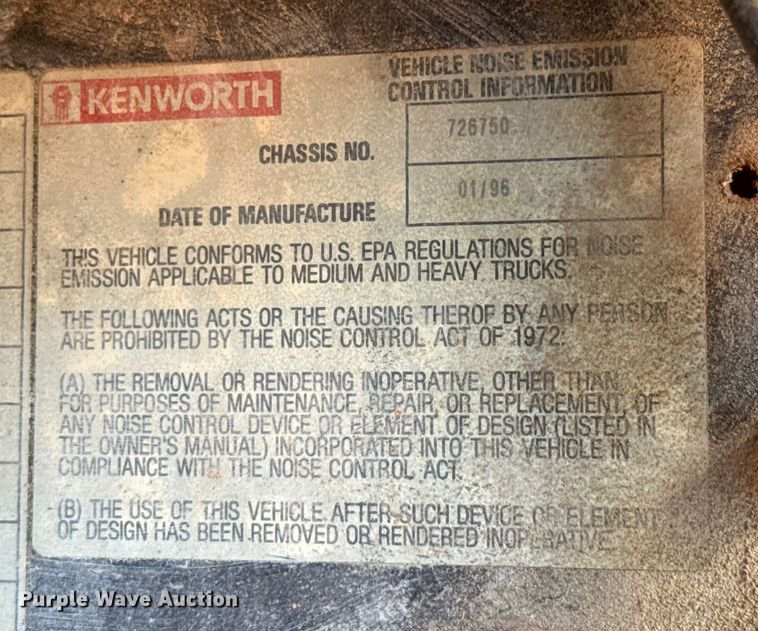 KENWORTH
VEHICLE NOISE EMISSION
CONTROL INFORMATION
CHASSIS NO.
726750
DATE OF MANUFACTURE
01/96
THIS VEHICLE CONFORMS TO U.S. EPA REGULATIONS FOR NOISE
EMISSION APPLICABLE TO MEDIUM AND HEAVY TRUCKS.
THE FOLLOWING ACTS OR THE CAUSING THEROF BY ANY PERSON
ARE PROHIBITED BY THE NOISE CONTROL ACT OF 1972:
(A) THE REMOVAL OR RENDERING INOPERATIVE, OTHER THAN
FOR PURPOSES OF MAINTENANCE, REPAIR, OR REPLACEMENT, OF
ANY NOISE CONTROL DEVICE OR ELEMENT OF DESIGN (LISTED IN
THE OWNER'S MANUAL) INCORPORATED INTO THIS VEHICLE IN
COMPLIANCE WITH THE NOISE CONTROL ACT.
(B) THE USE OF THIS VEHICLE AFTER SUCH DEVICE OR ELEMENT
OF DESIGN HAS BEEN REMOVED OR RENDERED INOPERATIVE.
Purple Wave Auction